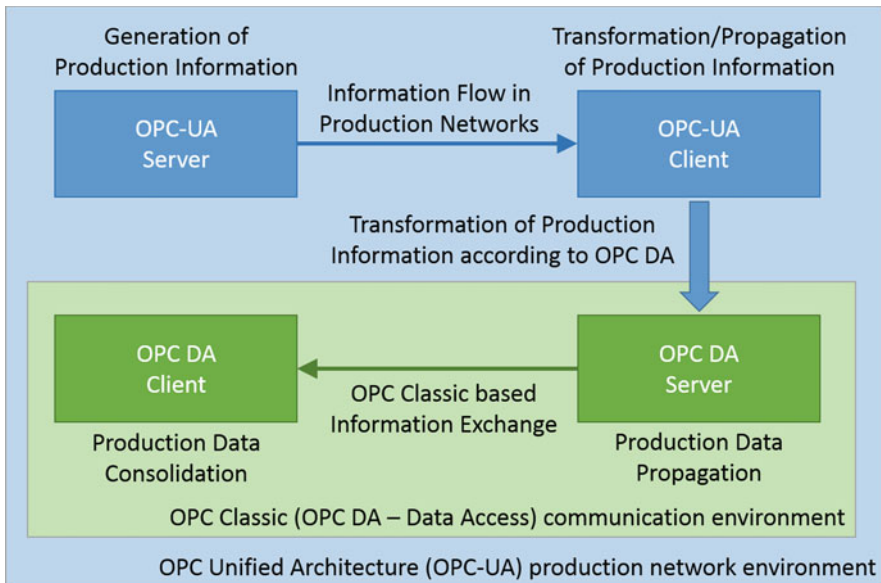 Generation of
Production Information
Transformation/Propagation
of Production Information
OPC-UA
Server
Information Flow in
Production Networks
OPC-UA
Client
Transformation of Production
Information according to OPC DA
OPC DA
Client
OPC Classic based
Information Exchange
OPC DA
Server
Production Data
Consolidation
Production Data
Propagation
OPC Classic (OPC DA – Data Access) communication environment
OPC Unified Architecture (OPC-UA) production network environment